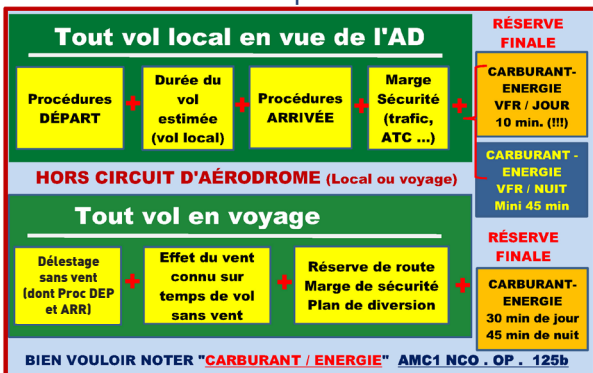 Tout vol local en vue de l'AD
RÉSERVE
FINALE
Procédures
DÉPART
+
Durée du
vol
estimée
(vol local)
+
Procédures
ARRIVÉE
+
Marge
Sécurité
(trafic,
ATC ...)
+
CARBURANT-
ENERGIE
VFR / JOUR
10 min. (!!!)
CARBURANT -
ENERGIE
VFR / NUIT
Mini 45 min
HORS CIRCUIT D'AÉRODROME (Local ou voyage)
Tout vol en voyage
RÉSERVE
FINALE
Délestage
sans vent
(dont Proc DEP
et ARR)
+
Effet du vent
connu sur
temps de vol
sans vent
+
Réserve de route
Marge de sécurité
Plan de diversion
+
CARBURANT-
ENERGIE
30 min de jour
45 min de nuit
BIEN VOULOIR NOTER "CARBURANT / ENERGIE" AMC1 NCO . OP . 125b